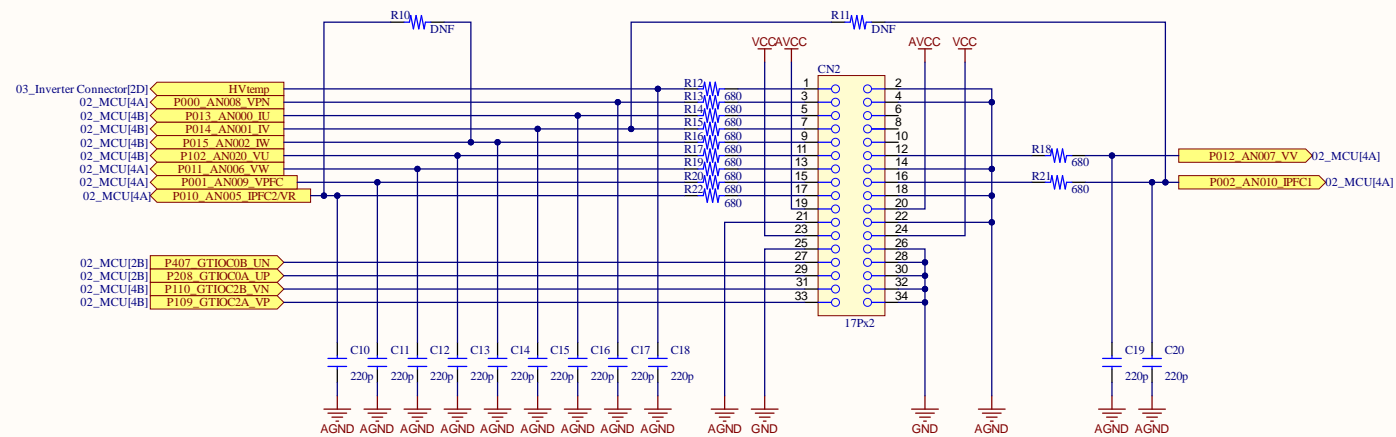 R10 DNF R11 DNF
VCC AVCC AVCC VCC
CN2
03_Inverter Connector[2D] HVtemp R12 680 1 2
02_MCU[4A] P000_AN008_VPN R13 680 3 4
02_MCU[4B] P013_AN000_IU R14 680 5 6
02_MCU[4B] P014_AN001_IV R15 680 7 8
02_MCU[4B] P015_AN002_IW R16 680 9 10
02_MCU[4B] P102_AN020_VU R17 680 11 12 R18 680 P012_AN007_VV 02_MCU[4A]
02_MCU[4A] P011_AN006_VW R19 680 13 14
02_MCU[4A] P001_AN009_VPFC R20 680 15 16 R21 680 P002_AN010_IPFC1 02_MCU[4A]
02_MCU[4A] P010_AN005_IPFC2/VR R22 680 17 18
19 20
21 22
23 24
25 26
02_MCU[2B] P407_GTIOC0B_UN 27 28
02_MCU[2B] P208_GTIOC0A_UP 29 30
02_MCU[4B] P110_GTIOC2B_VN 31 32
02_MCU[4B] P109_GTIOC2A_VP 33 34
17Px2
C10 C11 C12 C13 C14 C15 C16 C17 C18 C19 C20
220p 220p 220p 220p 220p 220p 220p 220p 220p 220p 220p
AGND AGND AGND AGND AGND AGND AGND AGND AGND AGND GND GND AGND AGND AGND